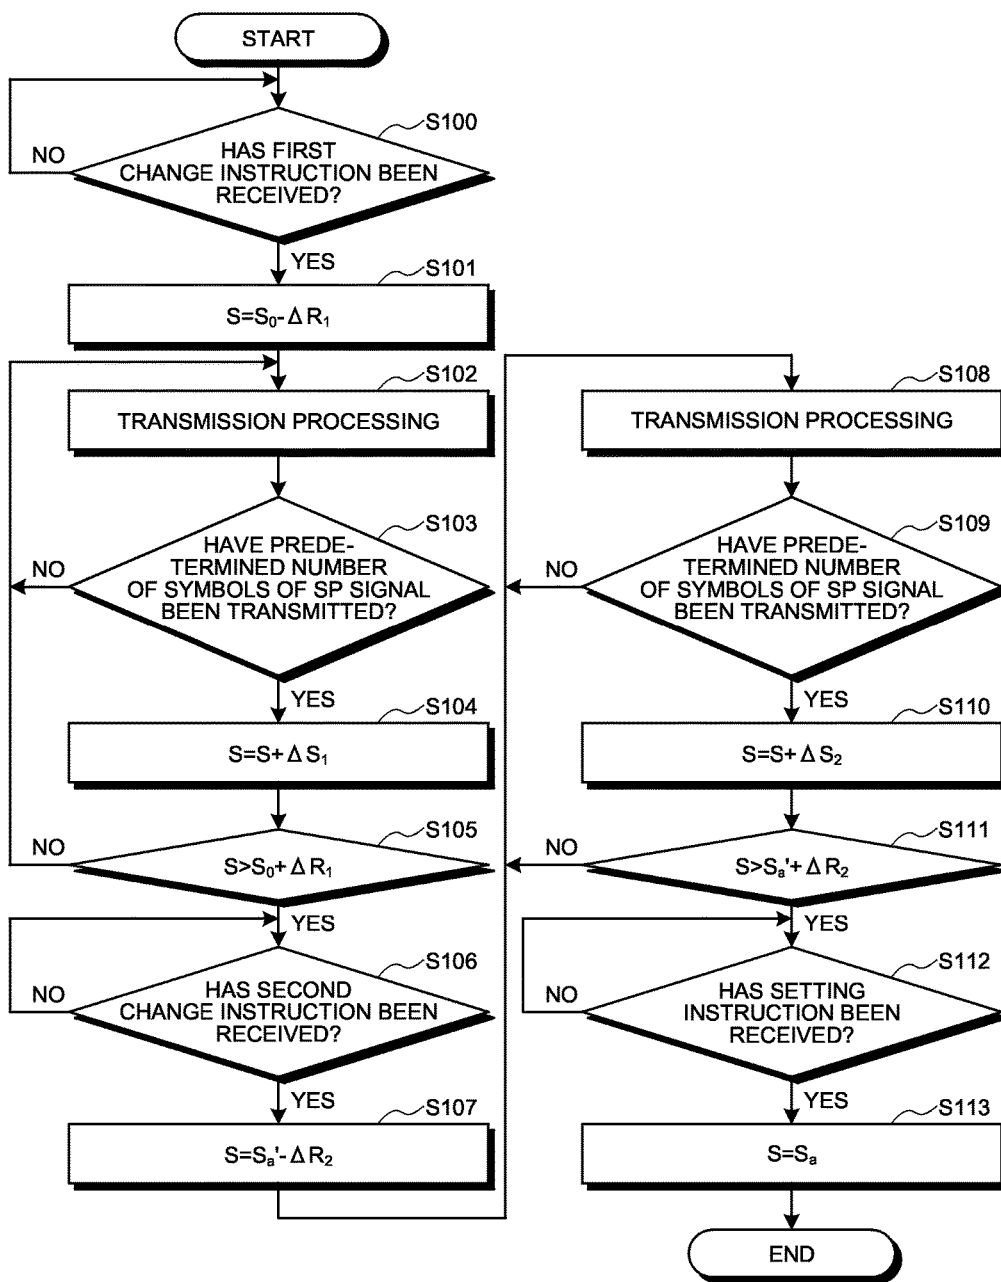 START
S100
HAS FIRST
CHANGE INSTRUCTION BEEN
RECEIVED?
NO
YES
S101
S=S₀-ΔR₁
S102
TRANSMISSION PROCESSING
S103
HAVE PREDE-
TERMINED NUMBER
OF SYMBOLS OF SP SIGNAL
BEEN TRANSMITTED?
NO
YES
S104
S=S+ΔS₁
S105
S>S₀+ΔR₁
NO
YES
S106
HAS SECOND
CHANGE INSTRUCTION BEEN
RECEIVED?
NO
YES
S107
S=Sₐ'-ΔR₂
S108
TRANSMISSION PROCESSING
S109
HAVE PREDE-
TERMINED NUMBER
OF SYMBOLS OF SP SIGNAL
BEEN TRANSMITTED?
NO
YES
S110
S=S+ΔS₂
S111
S>Sₐ'+ΔR₂
NO
YES
S112
HAS SETTING
INSTRUCTION BEEN
RECEIVED?
NO
YES
S113
S=Sₐ
END